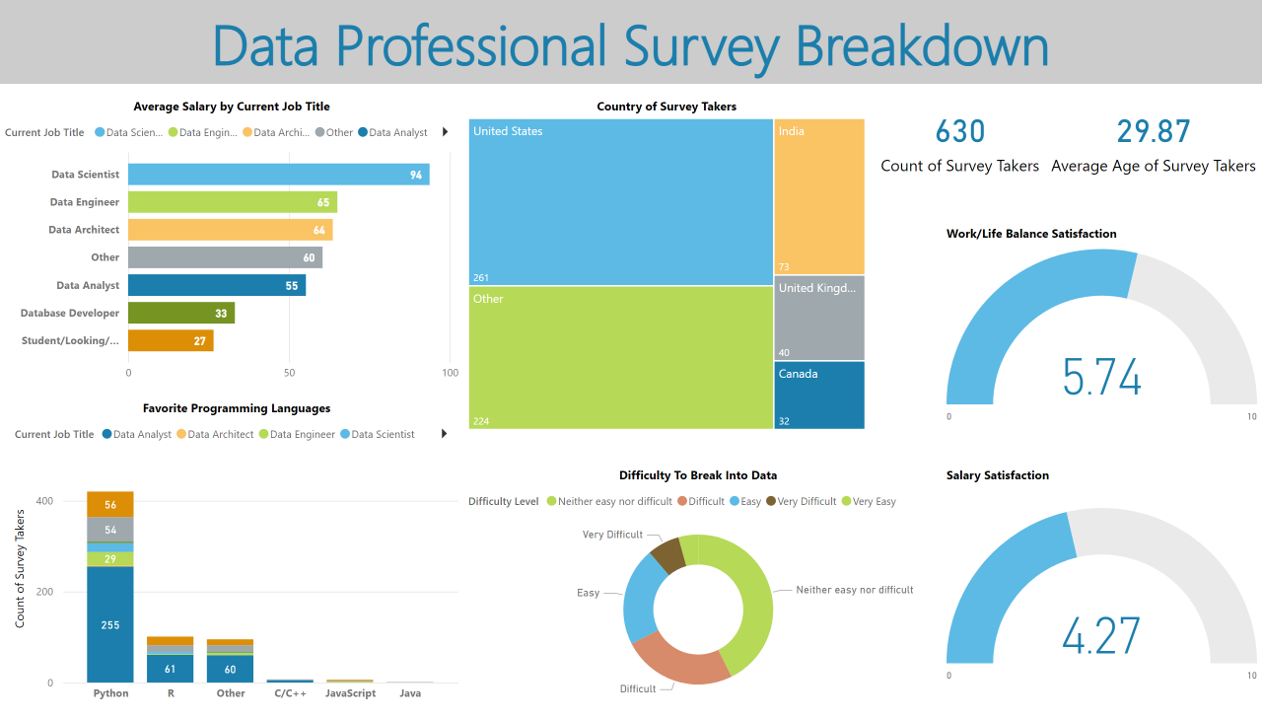 Data Professional Survey Breakdown
Average Salary by Current Job Title
Current Job Title Data Scien... Data Engin... Data Archi... Other Data Analyst
Data Scientist 94
Data Engineer 65
Data Architect 64
Other 60
Data Analyst 55
Database Developer 33
Student/Looking/... 27
0 50 100
Favorite Programming Languages
Current Job Title Data Analyst Data Architect Data Engineer Data Scientist
Count of Survey Takers
400
200
0
56
54
29
255
61
60
Python R Other C/C++ JavaScript Java
Country of Survey Takers
United States
261
India
73
Other
224
United Kingd...
40
Canada
32
630
Count of Survey Takers
29.87
Average Age of Survey Takers
Work/Life Balance Satisfaction
5.74
0 10
Difficulty To Break Into Data
Difficulty Level Neither easy nor difficult Difficult Easy Very Difficult Very Easy
Very Difficult
Easy
Neither easy nor difficult
Difficult
Salary Satisfaction
4.27
0 10